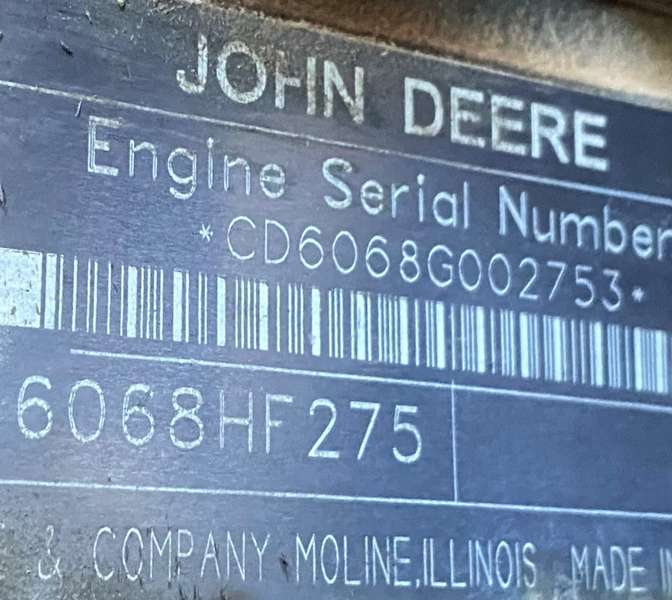 JOHN DEERE
Engine Serial Number
*CD6068G002753*
6068HF275
& COMPANY MOLINE,ILLINOIS MADE IN